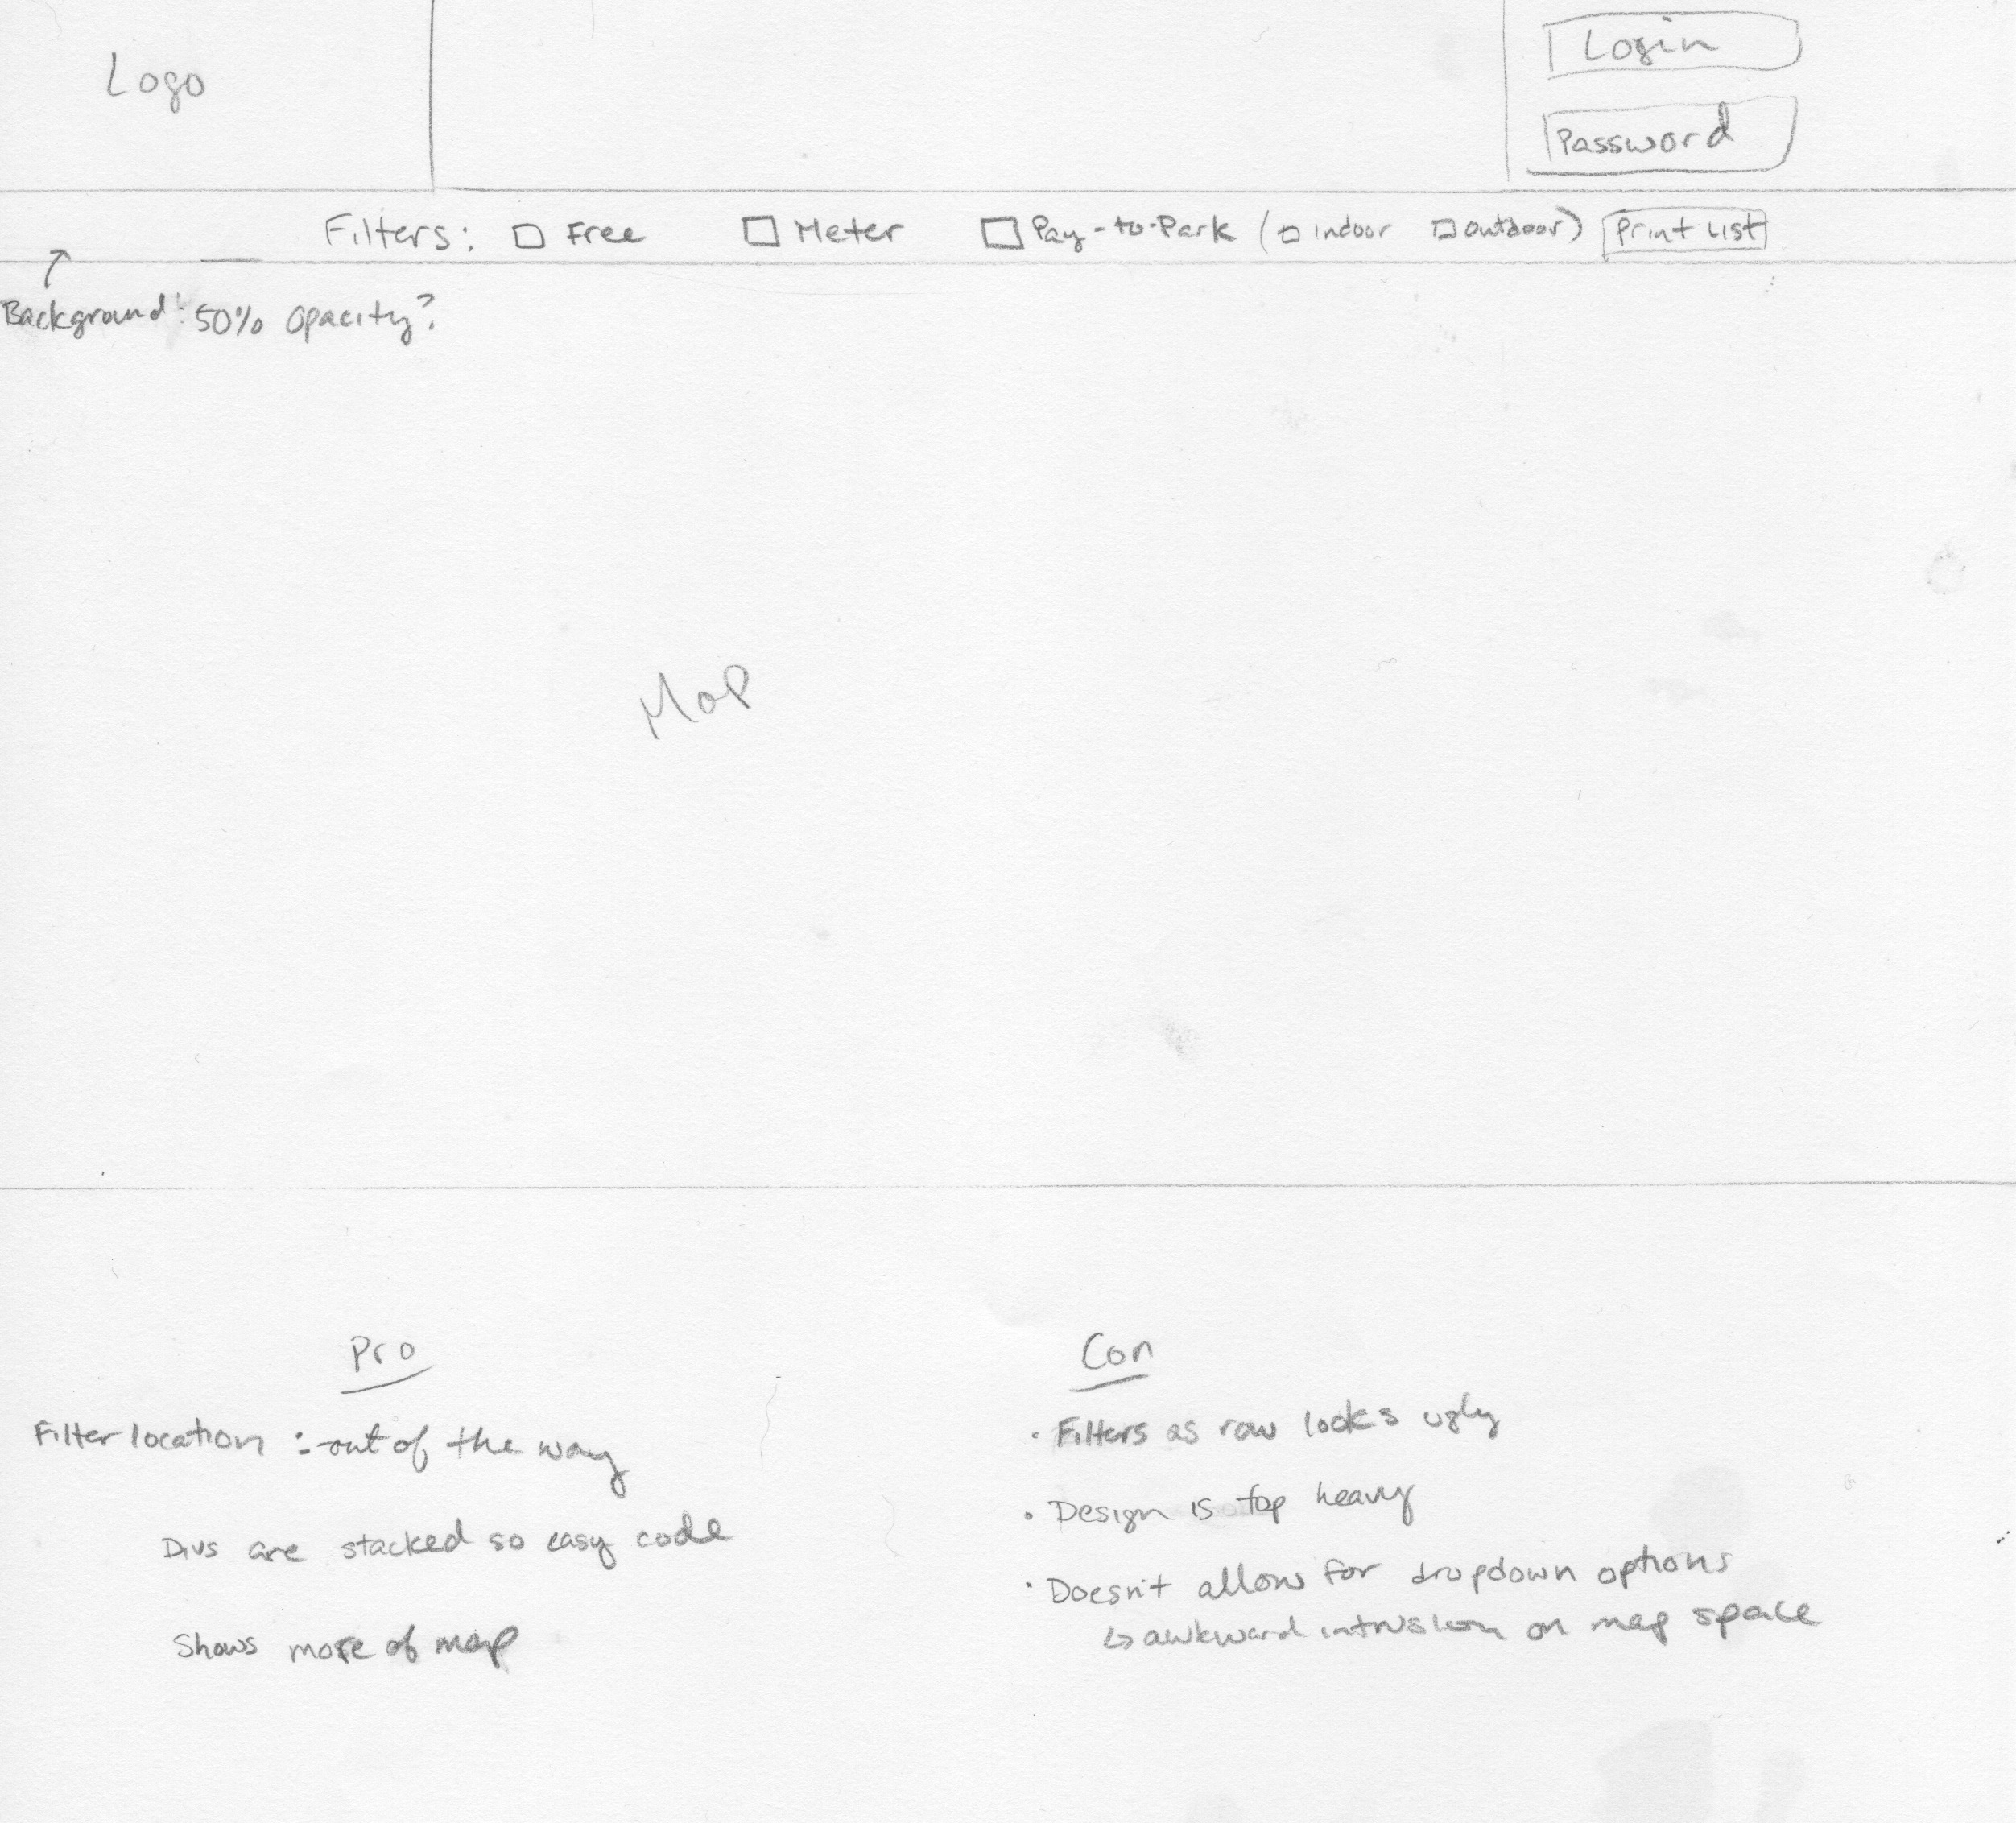 Logo
Login
Password
Filters: Free Meter Pay-to-Park (Indoor Outdoor) Print List
Background: 50% opacity?
Map
Pro
Filter location: out of the way
Divs are stacked so easy code
Shows more of map
Con
• Filters as row looks ugly
• Design is top heavy
• Doesn't allow for dropdown options
↳ awkward intrusion on map space